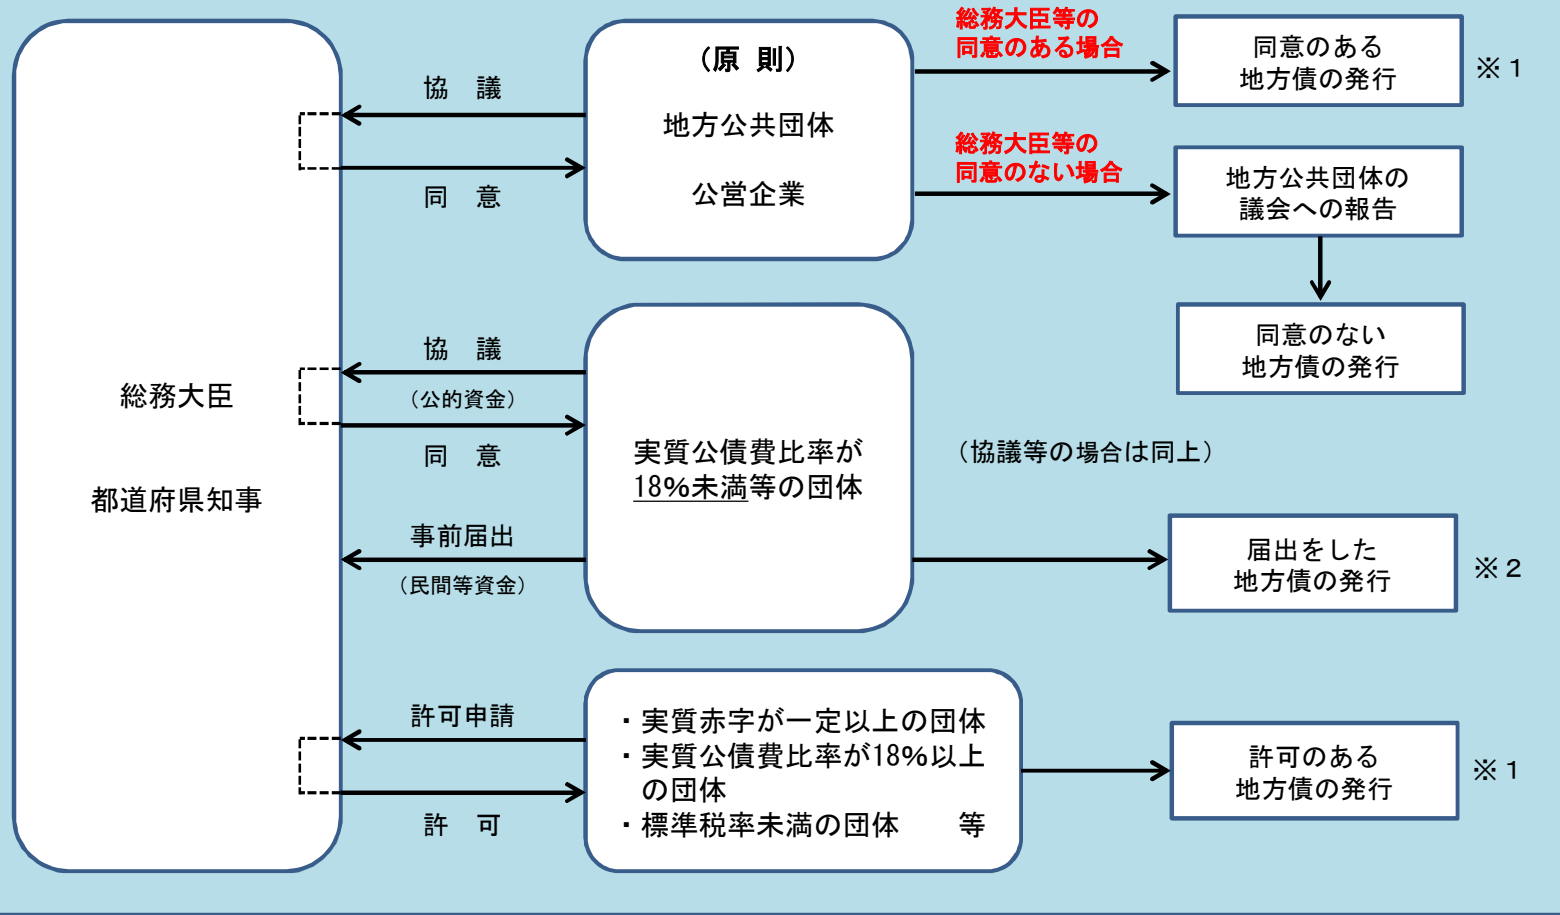 総務大臣
都道府県知事
協　議
同　意
（原　則）
地方公共団体
公営企業
総務大臣等の
同意のある場合
同意のある
地方債の発行
※１
総務大臣等の
同意のない場合
地方公共団体の
議会への報告
同意のない
地方債の発行
協　議
（公的資金）
同　意
事前届出
（民間等資金）
実質公債費比率が
18%未満等の団体
（協議等の場合は同上）
届出をした
地方債の発行
※２
許可申請
許　可
・実質赤字が一定以上の団体
・実質公債費比率が18%以上
の団体
・標準税率未満の団体　　等
許可のある
地方債の発行
※１